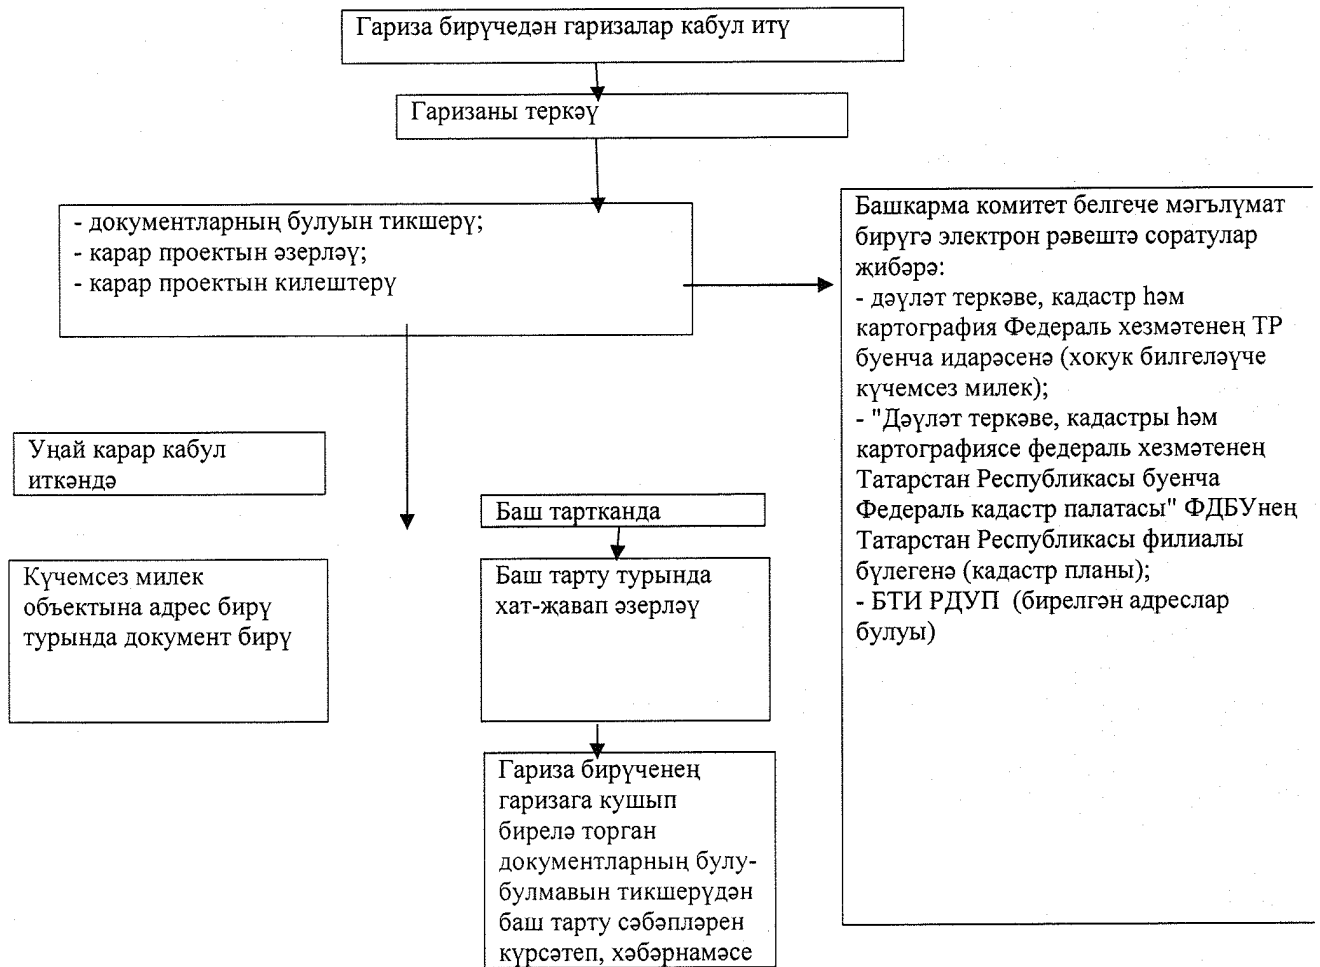 Гариза бирүчедән гаризалар кабул итү
Гаризаны теркәү
- документларның булуын тикшерү;
- карар проектын әзерләү;
- карар проектын килештерү
Башкарма комитет белгече мәгълүмат
бирүгә электрон рәвештә соратулар
җибәрә:
- дәүләт теркәве, кадастр һәм
картография Федераль хезмәтенең ТР
буенча идарәсенә (хокук билгеләүче
күчемсез милек);
- "Дәүләт теркәве, кадастры һәм
картографиясе федераль хезмәтенең
Татарстан Республикасы буенча
Федераль кадастр палатасы" ФДБУнең
Татарстан Республикасы филиалы
бүлегенә (кадастр планы);
- БТИ РДУП (бирелгән адреслар
булуы)
Уңай карар кабул
иткәндә
Күчемсез милек
объектына адрес бирү
турында документ бирү
Баш тартканда
Баш тарту турында
хат-җавап әзерләү
Гариза бирүченең
гаризага кушып
бирелә торган
документларның булу-
булмавын тикшерүдән
баш тарту сәбәпләрен
күрсәтеп, хәбәрнамәсе